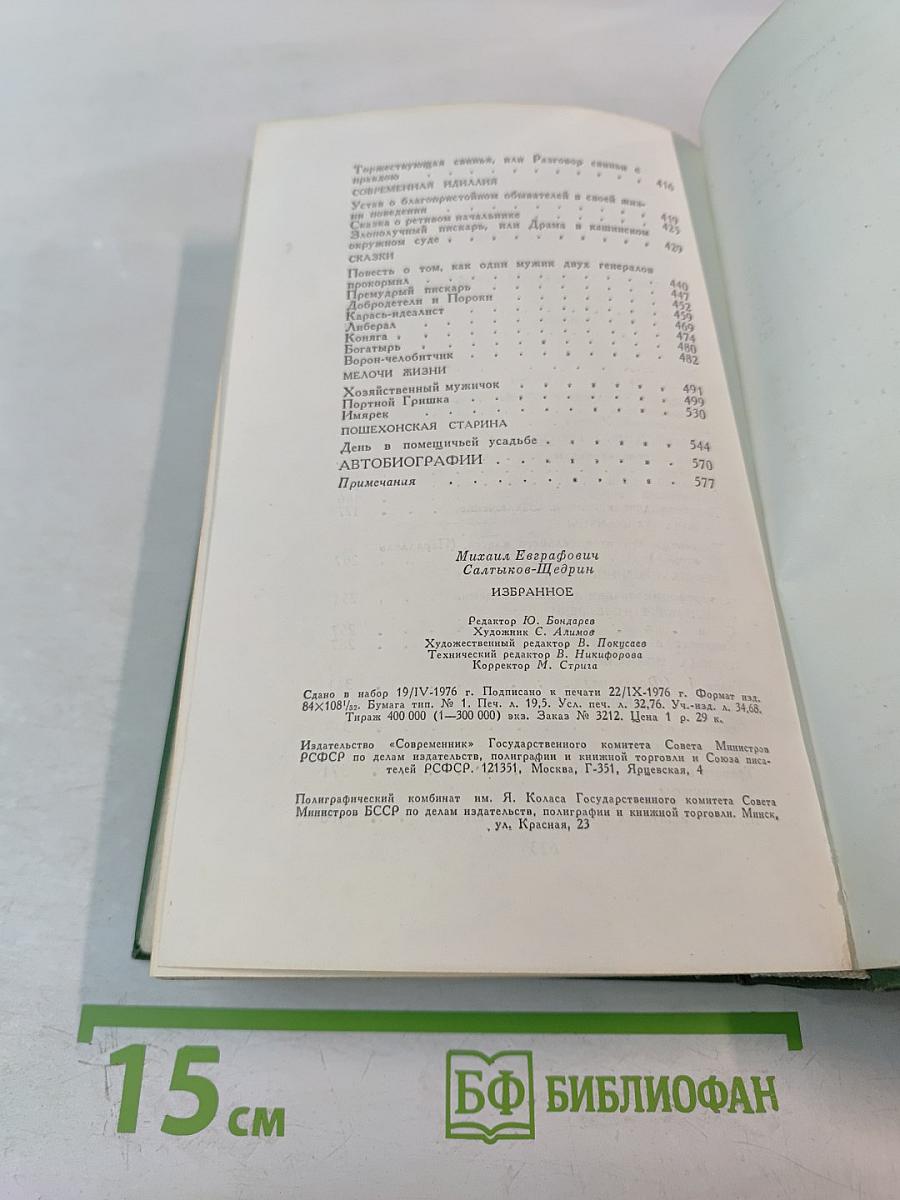 Торжествующая свинья, или Разговор свиньи с
правдою . . . . . . . . . 416
СОВРЕМЕННАЯ ИДИЛЛИЯ
Устав о благопристойном обывателей в своей жиз-
ни поведении . . . . . . . . . 419
Сказка о ретивом начальнике . . . . . . 425
Злополучный пискарь, или Драма в кашинском
окружном суде . . . . . . . . . 429
СКАЗКИ
Повесть о том, как один мужик двух генералов
прокормил . . . . . . . . . 440
Премудрый пискарь . . . . . . . 447
Добродетели и Пороки . . . . . . . 452
Карась-идеалист . . . . . . . 459
Либерал . . . . . . . . . 469
Коняга . . . . . . . . . 474
Богатырь . . . . . . . . . 480
Ворон-челобитчик . . . . . . . 482
МЕЛОЧИ ЖИЗНИ
Хозяйственный мужичок . . . . . . . 491
Портной Гришка . . . . . . . . 499
Имярек . . . . . . . . . 530
ПОШЕХОНСКАЯ СТАРИНА
День в помещичьей усадьбе . . . . . . 544
АВТОБИОГРАФИИ . . . . . . . 570
Примечания . . . . . . . . . 577
Михаил Евграфович
Салтыков-Щедрин
ИЗБРАННОЕ
Редактор Ю. Бондарев
Художник С. Алимов
Художественный редактор В. Покусаев
Технический редактор В. Никифорова
Корректор М. Стрига
Сдано в набор 19/IV-1976 г. Подписано к печати 22/IX-1976 г. Формат изд.
84×108¹/₃₂. Бумага тип. № 1. Печ. л. 19,5. Усл. печ. л. 32,76. Уч.-изд. л. 34,68.
Тираж 400 000 (1—300 000) экз. Заказ № 3212. Цена 1 р. 29 к.
Издательство «Современник» Государственного комитета Совета Министров
РСФСР по делам издательств, полиграфии и книжной торговли и Союза писа-
телей РСФСР. 121351, Москва, Г-351, Ярцевская, 4
Полиграфический комбинат им. Я. Коласа Государственного комитета Совета
Министров БССР по делам издательств, полиграфии и книжной торговли. Минск,
ул. Красная, 23
15 см
БФ БИБЛИОФАН